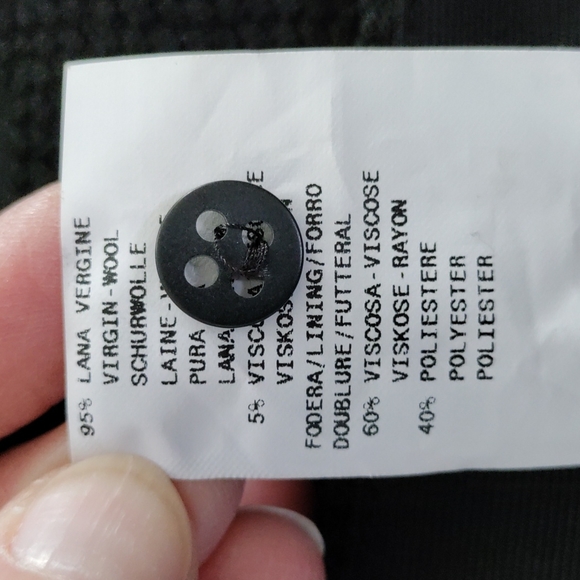 95% LANA VERGINE
VIRGIN-WOOL
SCHURWOLLE
LAINE-
PURA
LANA
5%
VISKOS
FODERA/LINING/FORRO
DOUBLURE/FUTTERAL
60% VISCOSA-VISCOSE
VISKOSE-RAYON
40% POLIESTERE
POLYESTER
POLIESTER